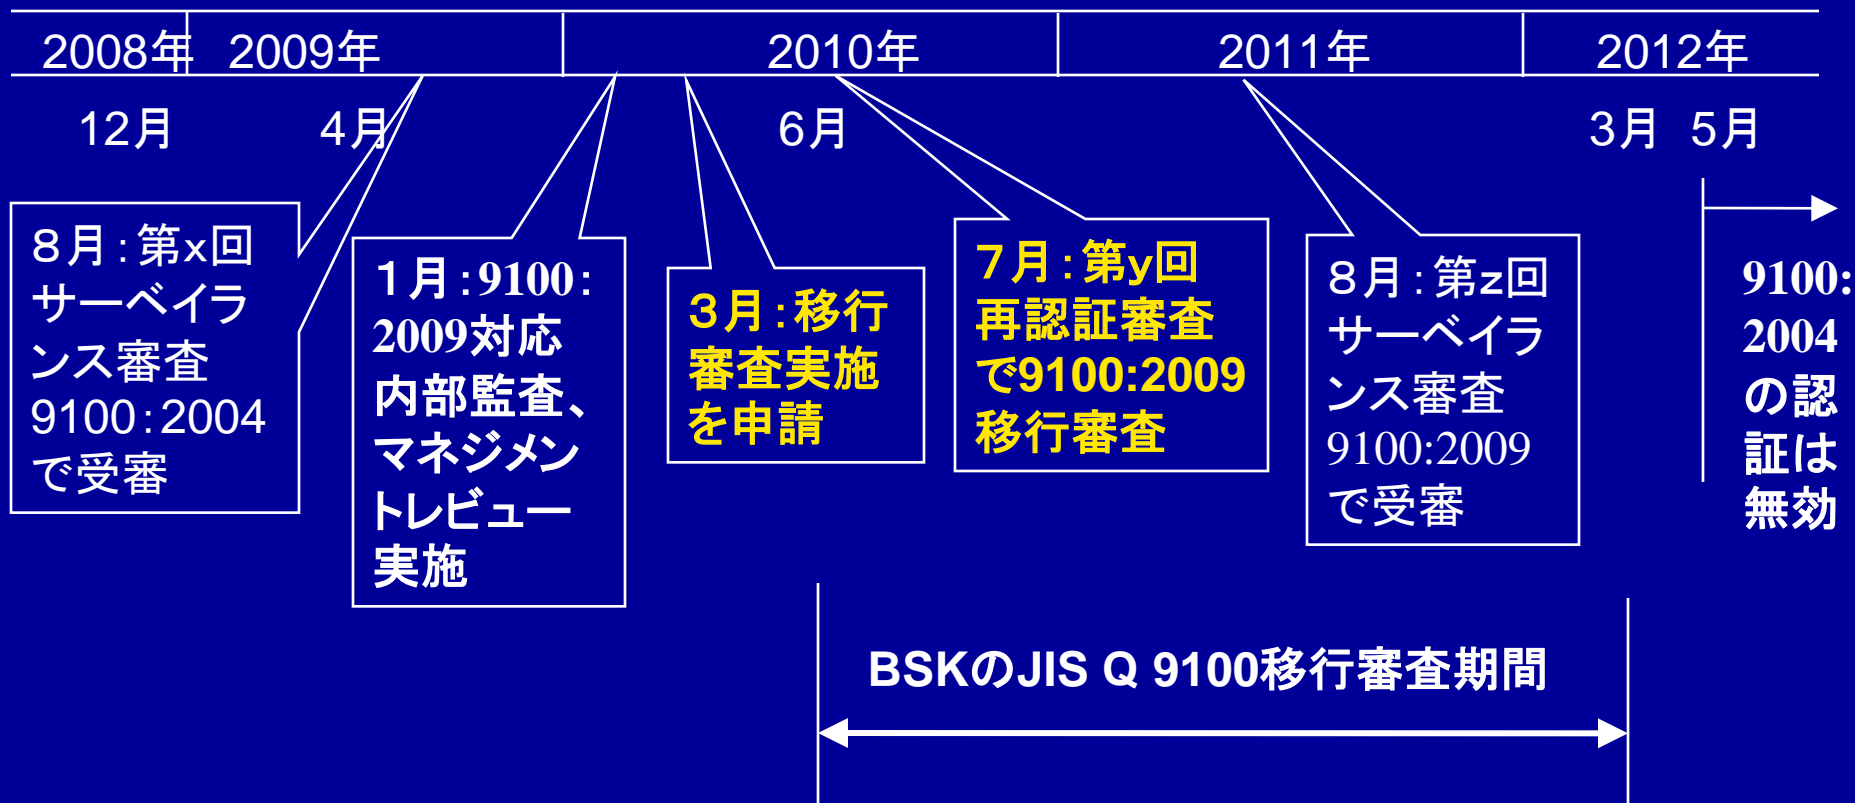 2008年 2009年 2010年 2011年 2012年
12月 4月 6月 3月 5月
８月：第x回
サーベイラ
ンス審査
9100：2004
で受審
１月：9100：
2009対応
内部監査、
マネジメン
トレビュー
実施
３月：移行
審査実施
を申請
７月：第y回
再認証審査
で9100:2009
移行審査
８月：第z回
サーベイラ
ンス審査
9100:2009
で受審
9100:
2004
の認
証は
無効
BSKのJIS Q 9100移行審査期間